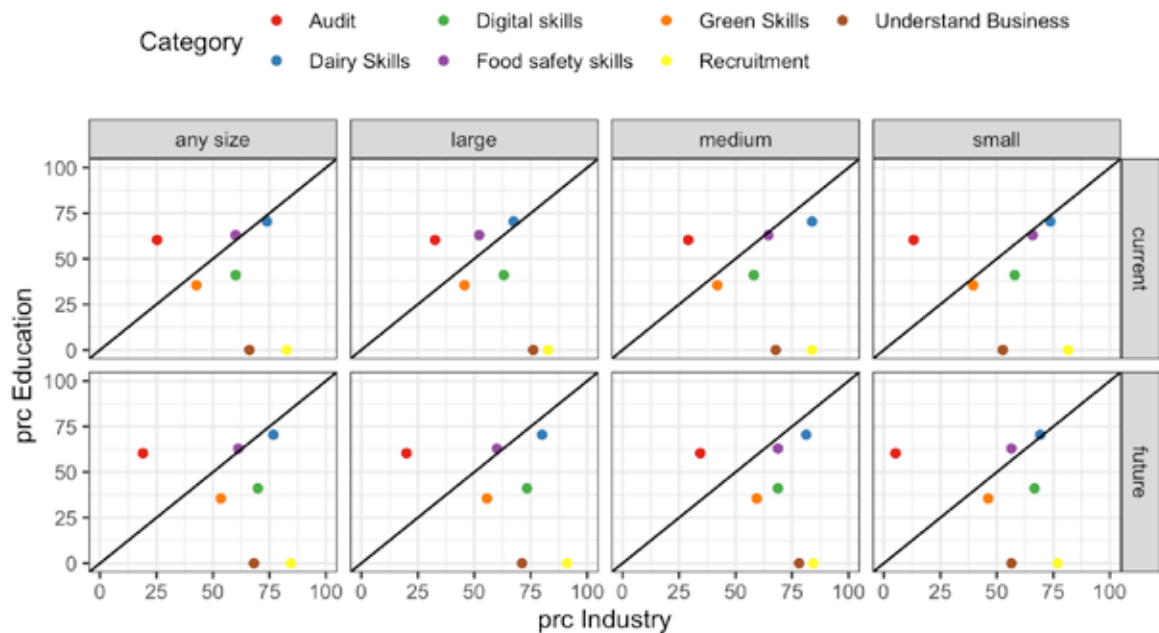 Category
Audit
Digital skills
Green Skills
Understand Business
Dairy Skills
Food safety skills
Recruitment
any size
large
medium
small
100
75
50
25
0
current
100
75
50
25
0
future
prc Education
0 25 50 75 100
0 25 50 75 100
0 25 50 75 100
0 25 50 75 100
prc Industry